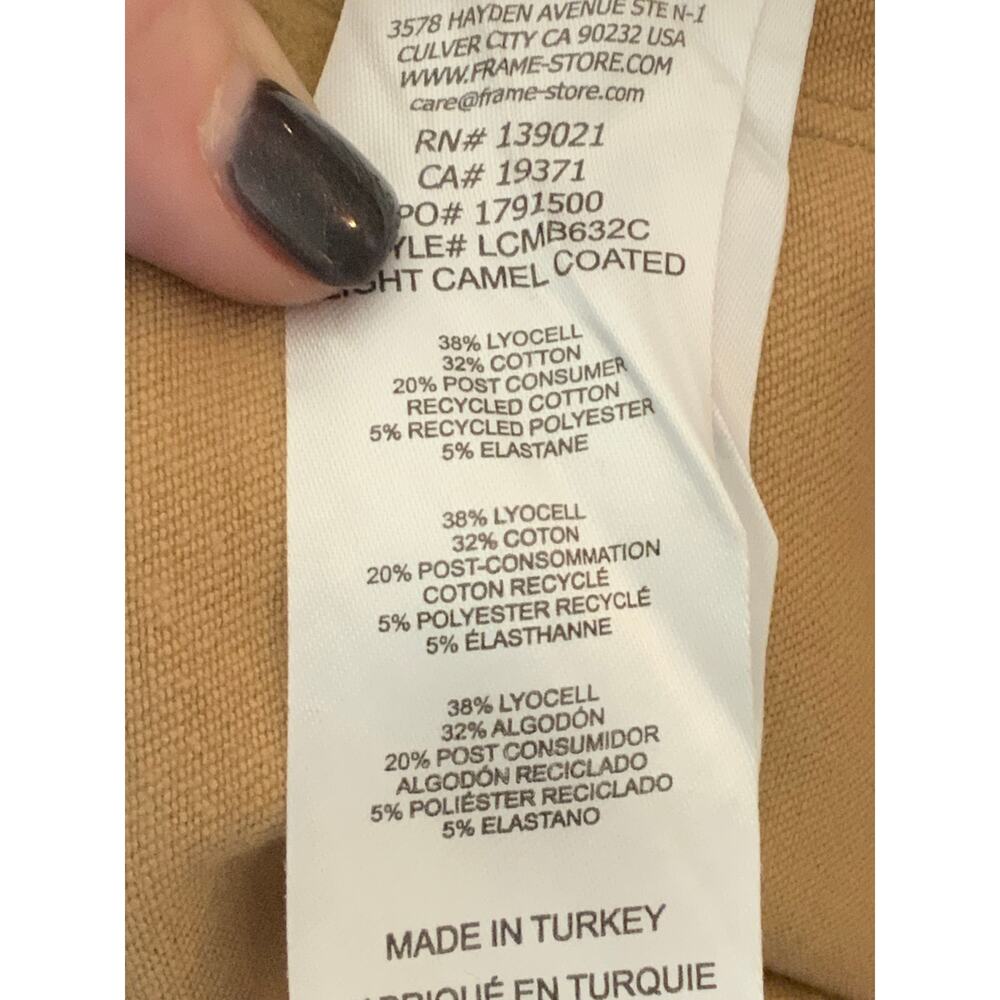 3578 HAYDEN AVENUE STE N-1
CULVER CITY CA 90232 USA
WWW.FRAME-STORE.COM
care@frame-store.com
RN# 139021
CA# 19371
PO# 1791500
LCMB632C
CAMEL COATED
38% LYOCELL
32% COTTON
20% POST CONSUMER
RECYCLED COTTON
5% RECYCLED POLYESTER
5% ELASTANE
38% LYOCELL
32% COTON
20% POST-CONSOMMATION
COTON RECYCLÉ
5% POLYESTER RECYCLÉ
5% ÉLASTHANNE
38% LYOCELL
32% ALGODÓN
20% POST CONSUMIDOR
ALGODÓN RECICLADO
5% POLIÉSTER RECICLADO
5% ELASTANO
MADE IN TURKEY
EN TURQUIE